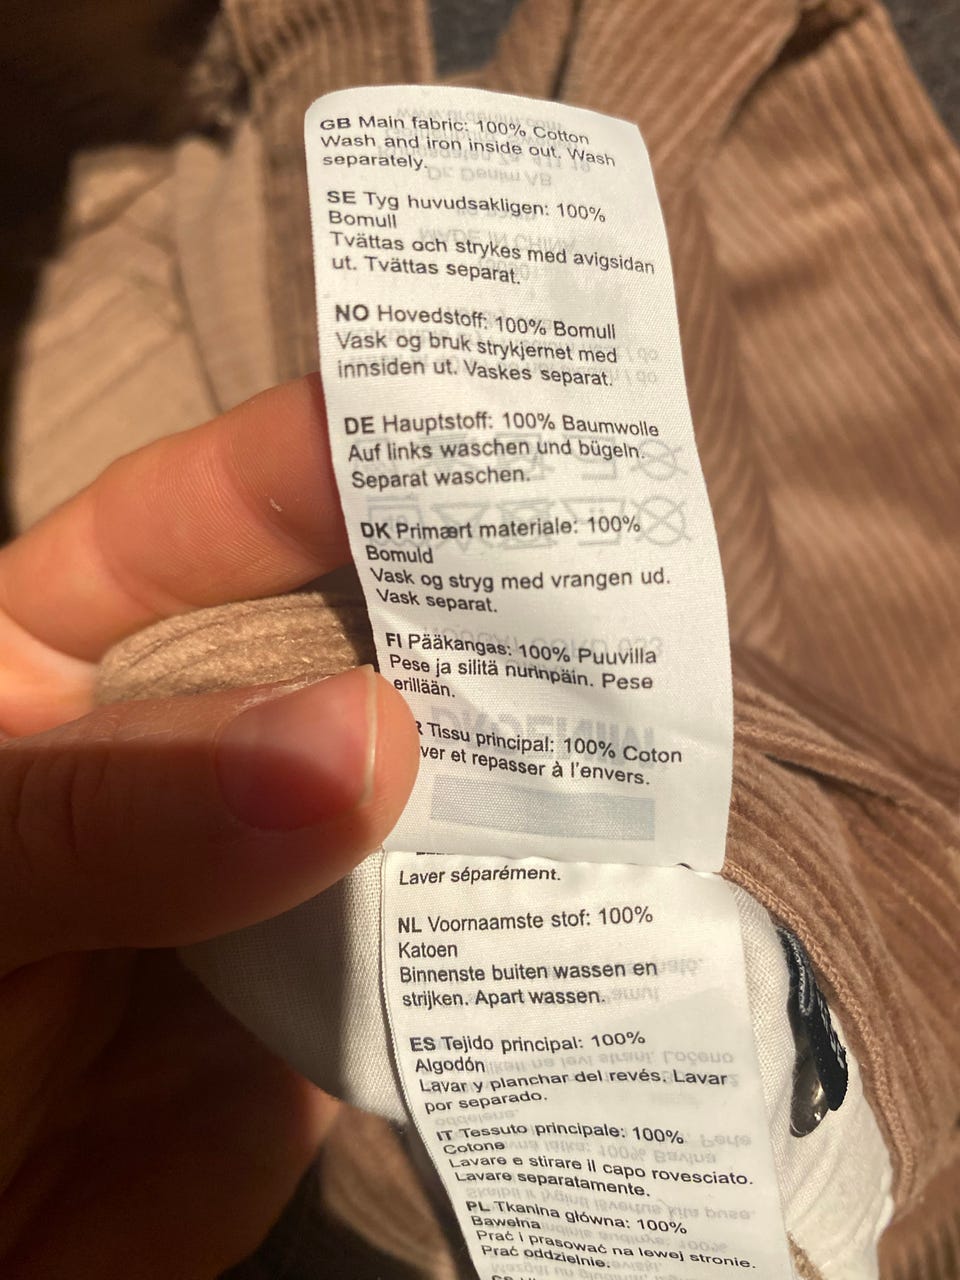 GB Main fabric: 100% Cotton
Wash and iron inside out. Wash
separately.
SE Tyg huvudsakligen: 100%
Bomull
Tvättas och strykes med avigsidan
ut. Tvättas separat.
NO Hovedstoff: 100% Bomull
Vask og bruk strykjernet med
innsiden ut. Vaskes separat.
DE Hauptstoff: 100% Baumwolle
Auf links waschen und bügeln.
Separat waschen.
DK Primært materiale: 100%
Bomuld
Vask og stryg med vrangen ud.
Vask separat.
FI Pääkangas: 100% Puuvilla
Pese ja silitä nurinpäin. Pese
erillään.
Tissu principal: 100% Coton
ver et repasser à l'envers.
Laver séparément.
NL Voornaamste stof: 100%
Katoen
Binnenste buiten wassen en
strijken. Apart wassen.
ES Tejido principal: 100%
Algodón
Lavar y planchar del revés. Lavar
por separado.
IT Tessuto principale: 100%
Cotone
Lavare e stirare il capo rovesciato.
Lavare separatamente.
PL Tkanina główna: 100%
Bawełna
Prać i prasować na lewej stronie.
Prać oddzielnie.